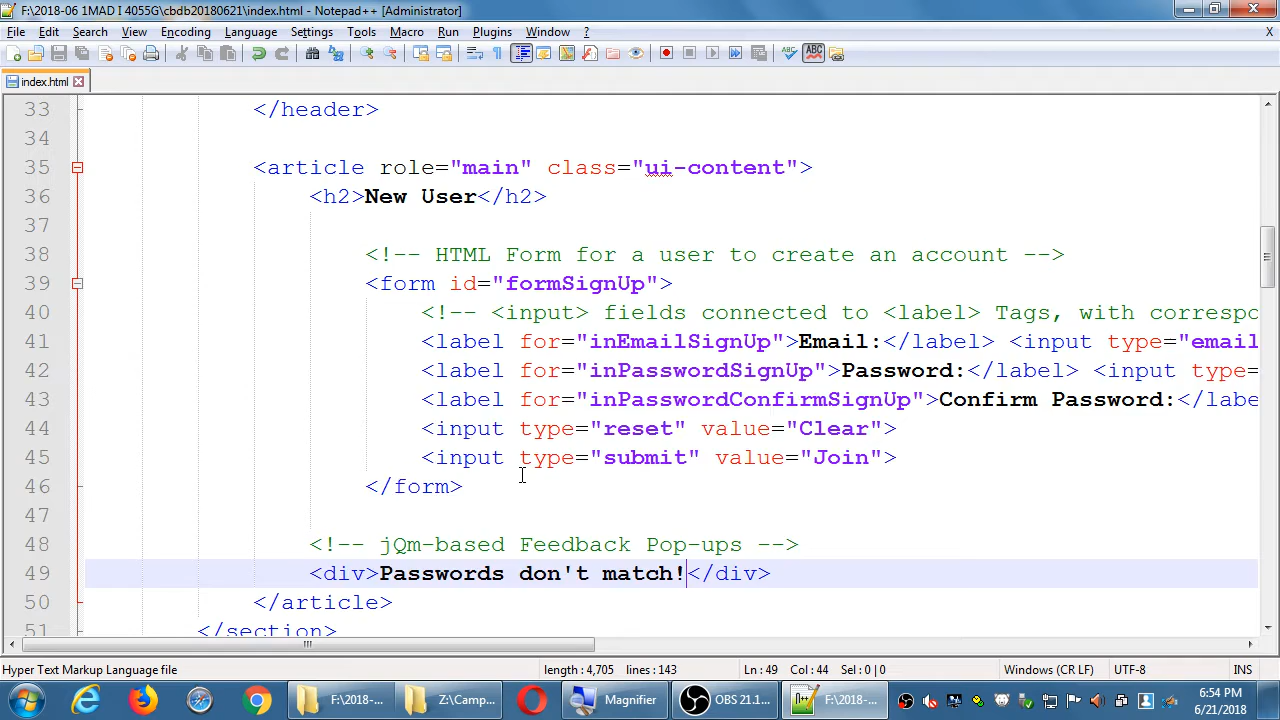 F:\2018-06 1MAD I 4055G\cbdb20180621\index.html - Notepad++ [Administrator]
File Edit Search View Encoding Language Settings Tools Macro Run Plugins Window ? X
index.html
33 </header>
34
35 <article role="main" class="ui-content">
36 <h2>New User</h2>
37
38 <!-- HTML Form for a user to create an account -->
39 <form id="formSignUp">
40 <!-- <input> fields connected to <label> Tags, with correspo
41 <label for="inEmailSignUp">Email:</label> <input type="email
42 <label for="inPasswordSignUp">Password:</label> <input type=
43 <label for="inPasswordConfirmSignUp">Confirm Password:</labe
44 <input type="reset" value="Clear">
45 <input type="submit" value="Join">
46 </form>
47
48 <!-- jQm-based Feedback Pop-ups -->
49 <div>Passwords don't match!</div>
50 </article>
51 </section>
Hyper Text Markup Language file length : 4,705 lines : 143 Ln : 49 Col : 44 Sel : 0 | 0 Windows (CR LF) UTF-8 INS
F:\2018-... Z:\Camp... Magnifier OBS 21.1... F:\2018-... 6:54 PM
6/21/2018